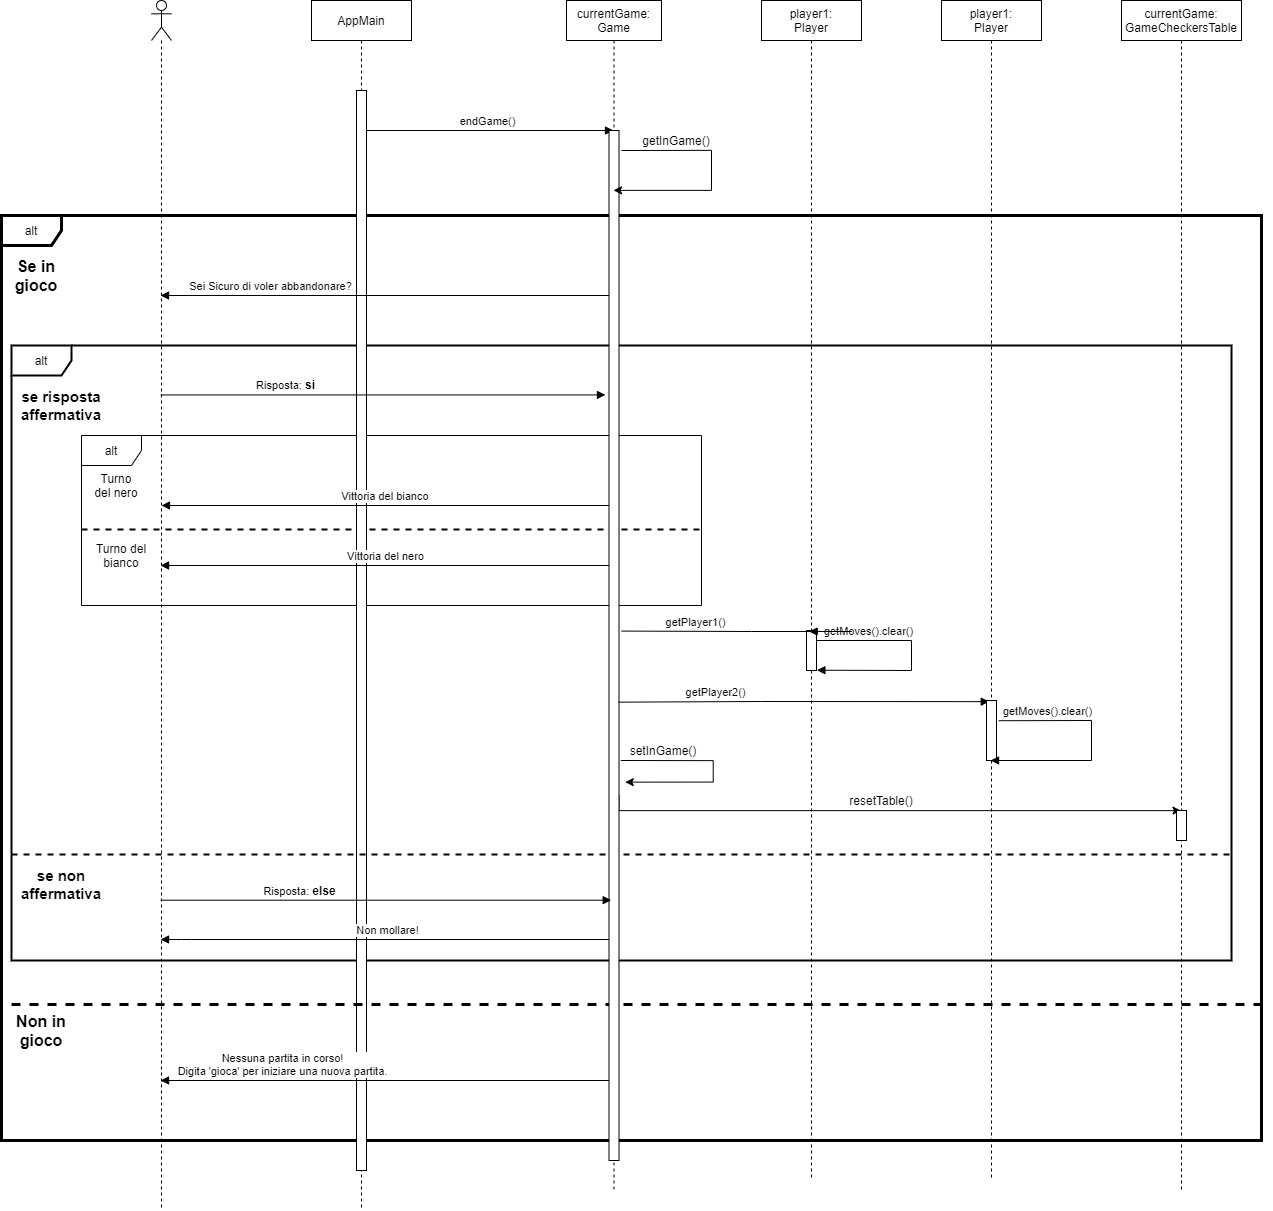 AppMain
currentGame:
Game
player1:
Player
player1:
Player
currentGame:
GameCheckersTable
endGame()
getInGame()
alt
Se in
gioco
Sei Sicuro di voler abbandonare?
alt
se risposta
affermativa
Risposta: si
alt
Turno
del nero
Vittoria del bianco
Turno del
bianco
Vittoria del nero
getPlayer1()
getMoves().clear()
getPlayer2()
getMoves().clear()
setInGame()
resetTable()
se non
affermativa
Risposta: else
Non mollare!
Non in
gioco
Nessuna partita in corso!
Digita 'gioca' per iniziare una nuova partita.